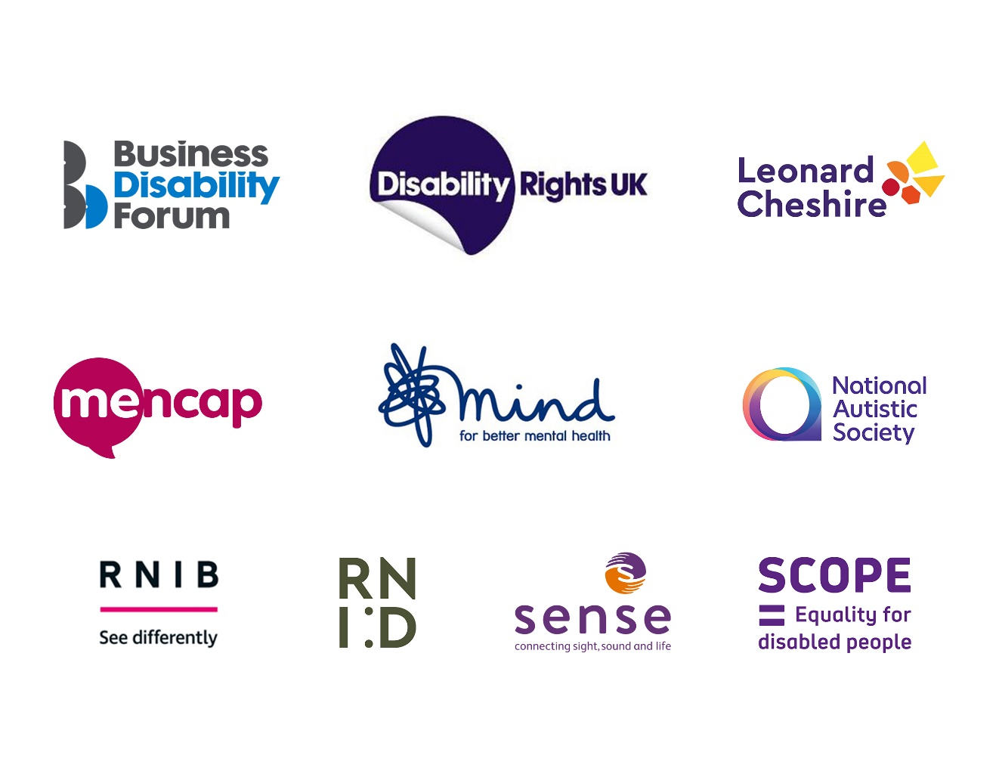 Business
Disability
Forum
Disability Rights UK
Leonard
Cheshire
mencap
mind
for better mental health
National
Autistic
Society
RNIB
See differently
RN
I:D
sense
connecting sight, sound and life
SCOPE
= Equality for
disabled people